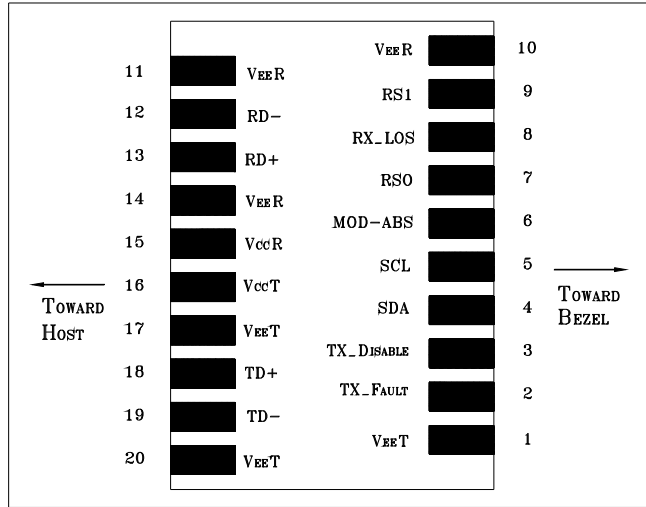 10 VEER
11 VEER
RS1 9
12 RD-
RX_LOS 8
13 RD+
RS0 7
14 VEER
MOD-ABS 6
15 VCCR
SCL 5
16 VCCT
TOWARD HOST
TOWARD BEZEL
SDA 4
17 VEET
TX_DISABLE 3
18 TD+
TX_FAULT 2
19 TD-
VEET 1
20 VEET